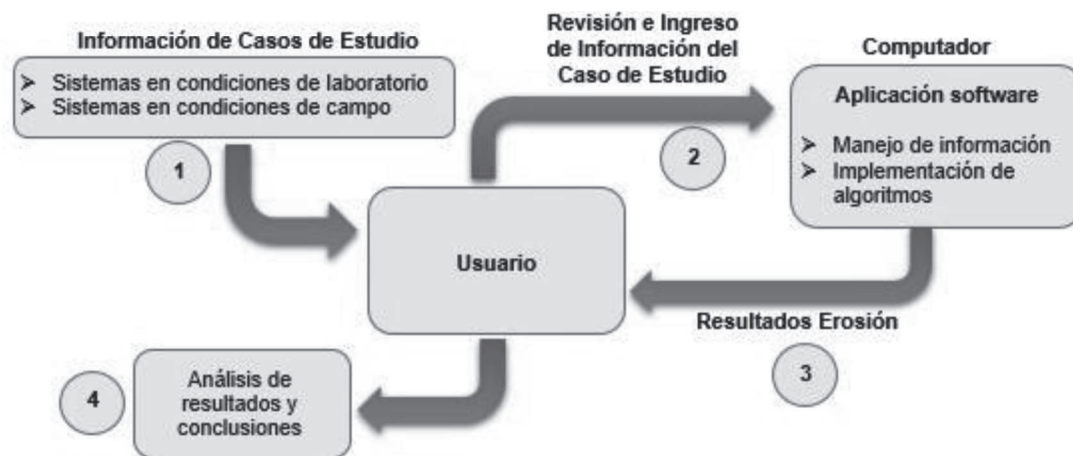 Información de Casos de Estudio
➢ Sistemas en condiciones de laboratorio
➢ Sistemas en condiciones de campo
1
Revisión e Ingreso
de Información del
Caso de Estudio
2
Computador
Aplicación software
➢ Manejo de información
➢ Implementación de
algoritmos
Usuario
Resultados Erosión
3
4
Análisis de
resultados y
conclusiones